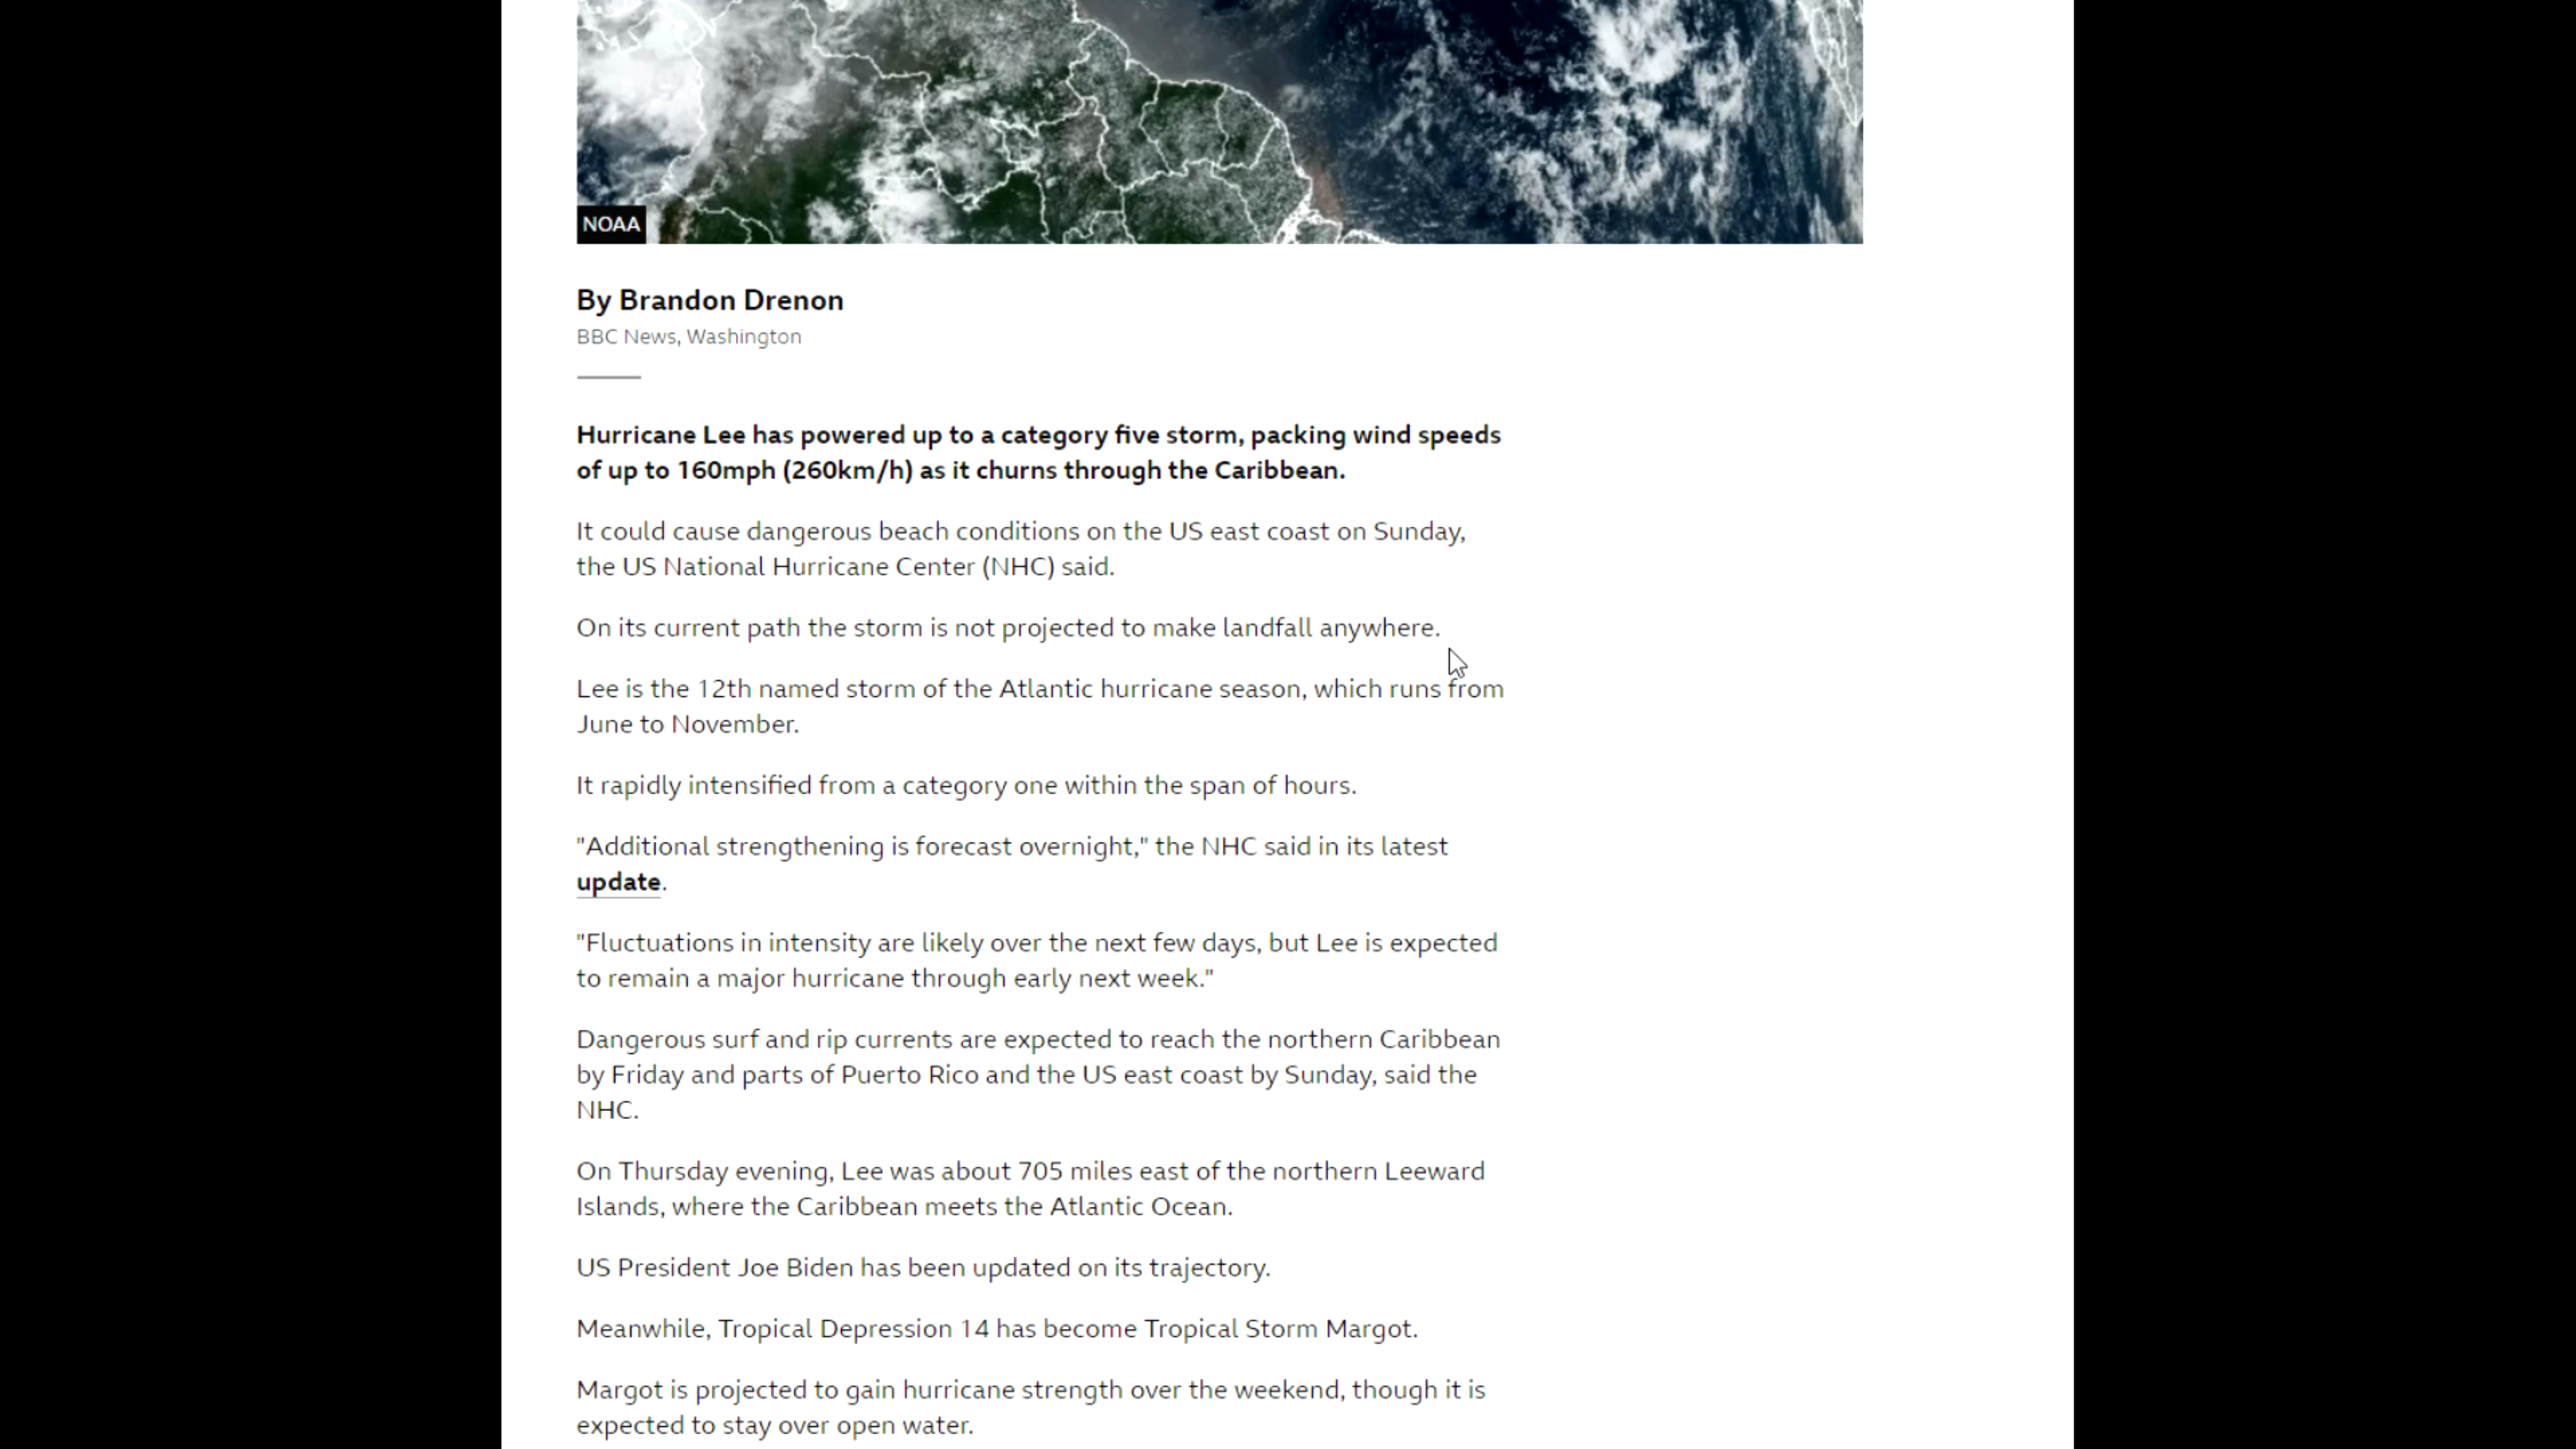 NOAA
By Brandon Drenon
BBC News, Washington
Hurricane Lee has powered up to a category five storm, packing wind speeds
of up to 160mph (260km/h) as it churns through the Caribbean.
It could cause dangerous beach conditions on the US east coast on Sunday,
the US National Hurricane Center (NHC) said.
On its current path the storm is not projected to make landfall anywhere.
Lee is the 12th named storm of the Atlantic hurricane season, which runs from
June to November.
It rapidly intensified from a category one within the span of hours.
"Additional strengthening is forecast overnight," the NHC said in its latest
update.
"Fluctuations in intensity are likely over the next few days, but Lee is expected
to remain a major hurricane through early next week."
Dangerous surf and rip currents are expected to reach the northern Caribbean
by Friday and parts of Puerto Rico and the US east coast by Sunday, said the
NHC.
On Thursday evening, Lee was about 705 miles east of the northern Leeward
Islands, where the Caribbean meets the Atlantic Ocean.
US President Joe Biden has been updated on its trajectory.
Meanwhile, Tropical Depression 14 has become Tropical Storm Margot.
Margot is projected to gain hurricane strength over the weekend, though it is
expected to stay over open water.